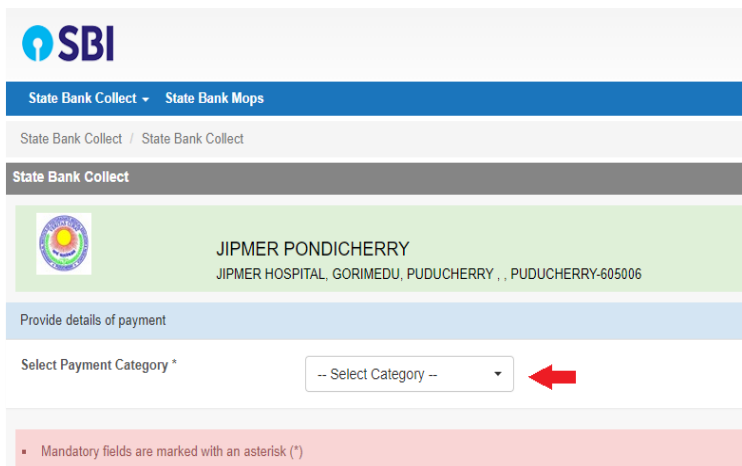 SBI
State Bank Collect State Bank Mops
State Bank Collect / State Bank Collect
State Bank Collect
JIPMER PONDICHERRY
JIPMER HOSPITAL, GORIMEDU, PUDUCHERRY , , PUDUCHERRY-605006
Provide details of payment
Select Payment Category *
-- Select Category --
Mandatory fields are marked with an asterisk (*)